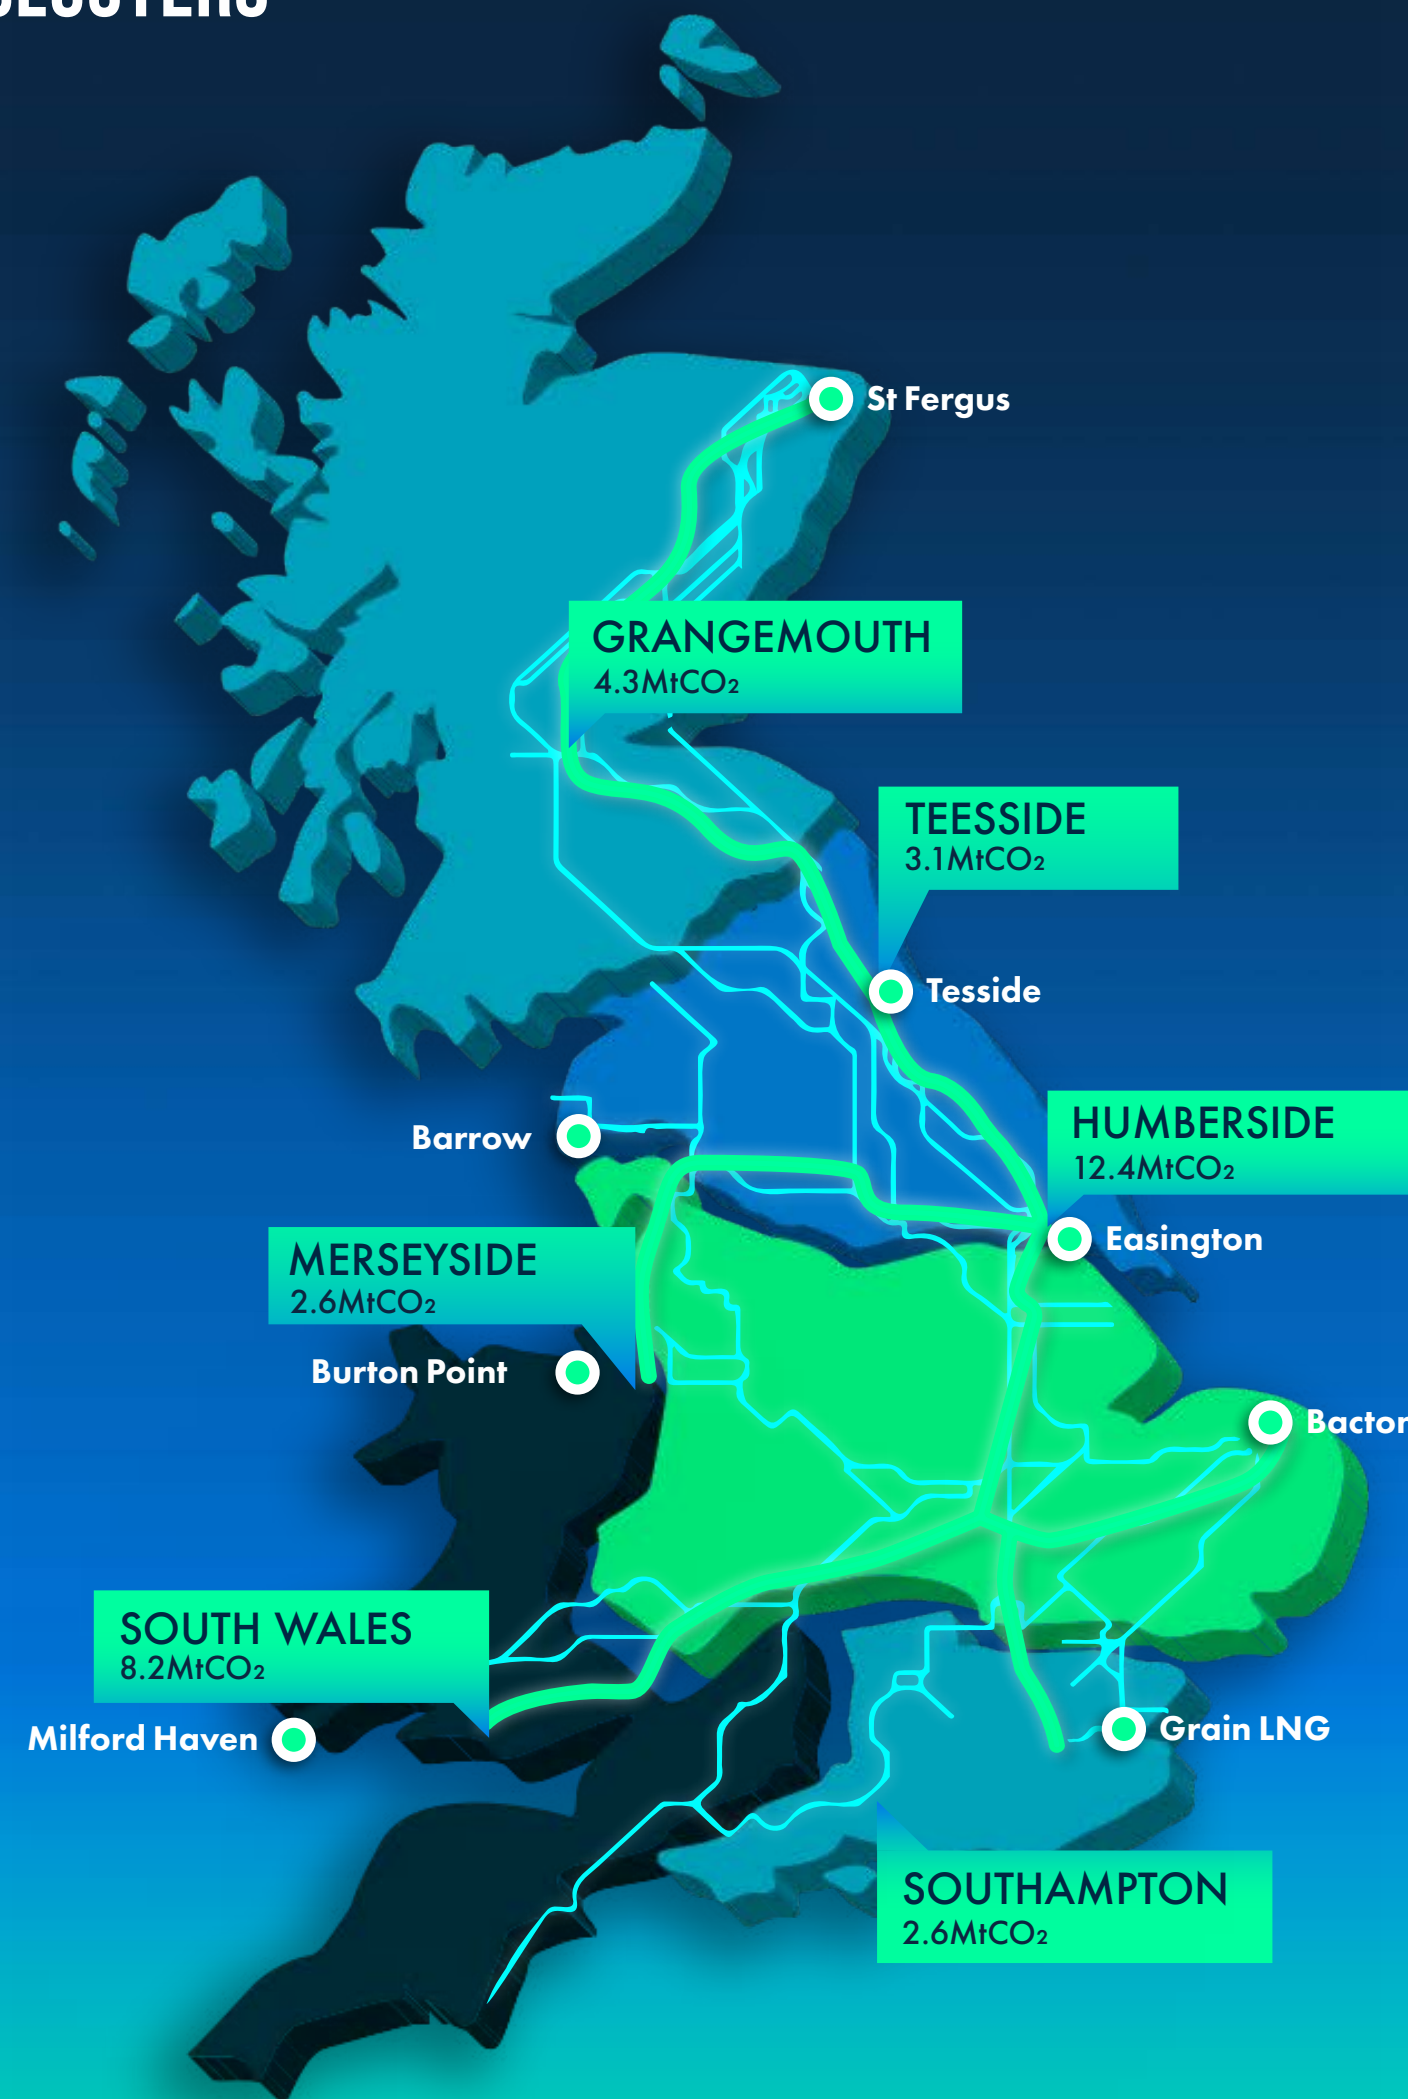 St Fergus
GRANGEMOUTH
4.3MtCO₂
TEESSIDE
3.1MtCO₂
Tesside
HUMBERSIDE
12.4MtCO₂
Barrow
Easington
MERSEYSIDE
2.6MtCO₂
Burton Point
SOUTH WALES
8.2MtCO₂
Milford Haven
Grain LNG
SOUTHAMPTON
2.6MtCO₂